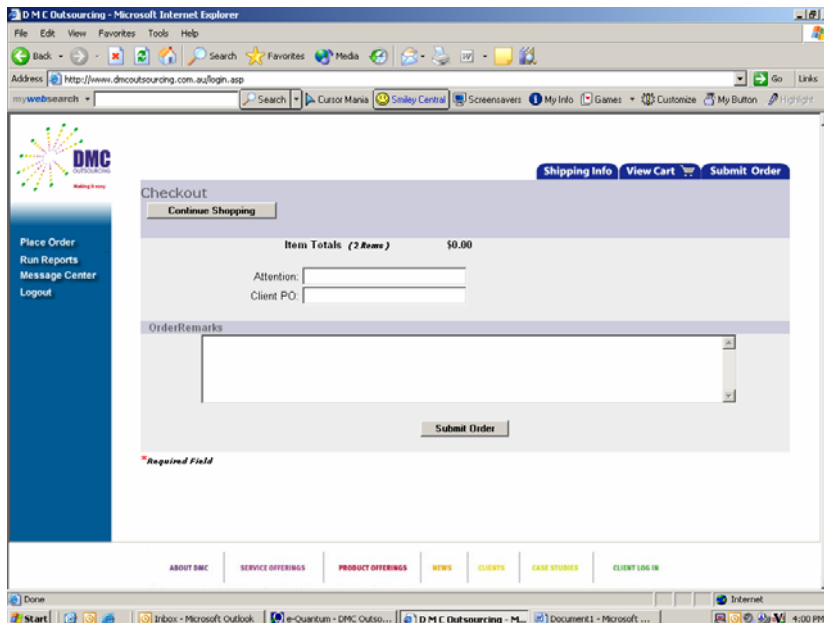 D M C Outsourcing - Microsoft Internet Explorer
File Edit View Favorites Tools Help
Back Search Favorites Media
Address http://www.dmcoutsourcing.com.au/login.asp Go Links
mywebsearch Search Cursor Mania Smiley Central Screensavers My Info Games Customize My Button Highlight
DMC
OUTSOURCING
Making it easy
Shipping Info View Cart Submit Order
Checkout
Continue Shopping
Place Order
Run Reports
Message Center
Logout
Item Totals (2 Items) $0.00
Attention:
Client PO:
OrderRemarks
Submit Order
*Required Field
ABOUT DMC SERVICE OFFERINGS PRODUCT OFFERINGS NEWS CLIENTS CASE STUDIES CLIENT LOG IN
Done Internet
Start Inbox - Microsoft Outlook e-Quantum - DMC Outso... D M C Outsourcing - M... Document1 - Microsoft ... 4:00 PM